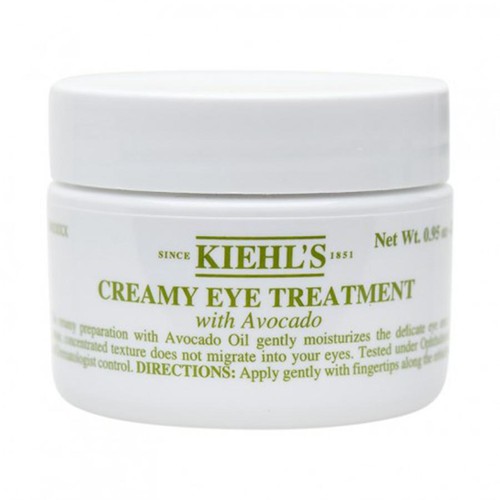 SINCE KIEHL'S 1851
Net Wt. 0.95
CREAMY EYE TREATMENT
with Avocado
preparation with Avocado Oil gently moisturizes the delicate eye
concentrated texture does not migrate into your eyes. Tested under
control. DIRECTIONS: Apply gently with fingertips along the